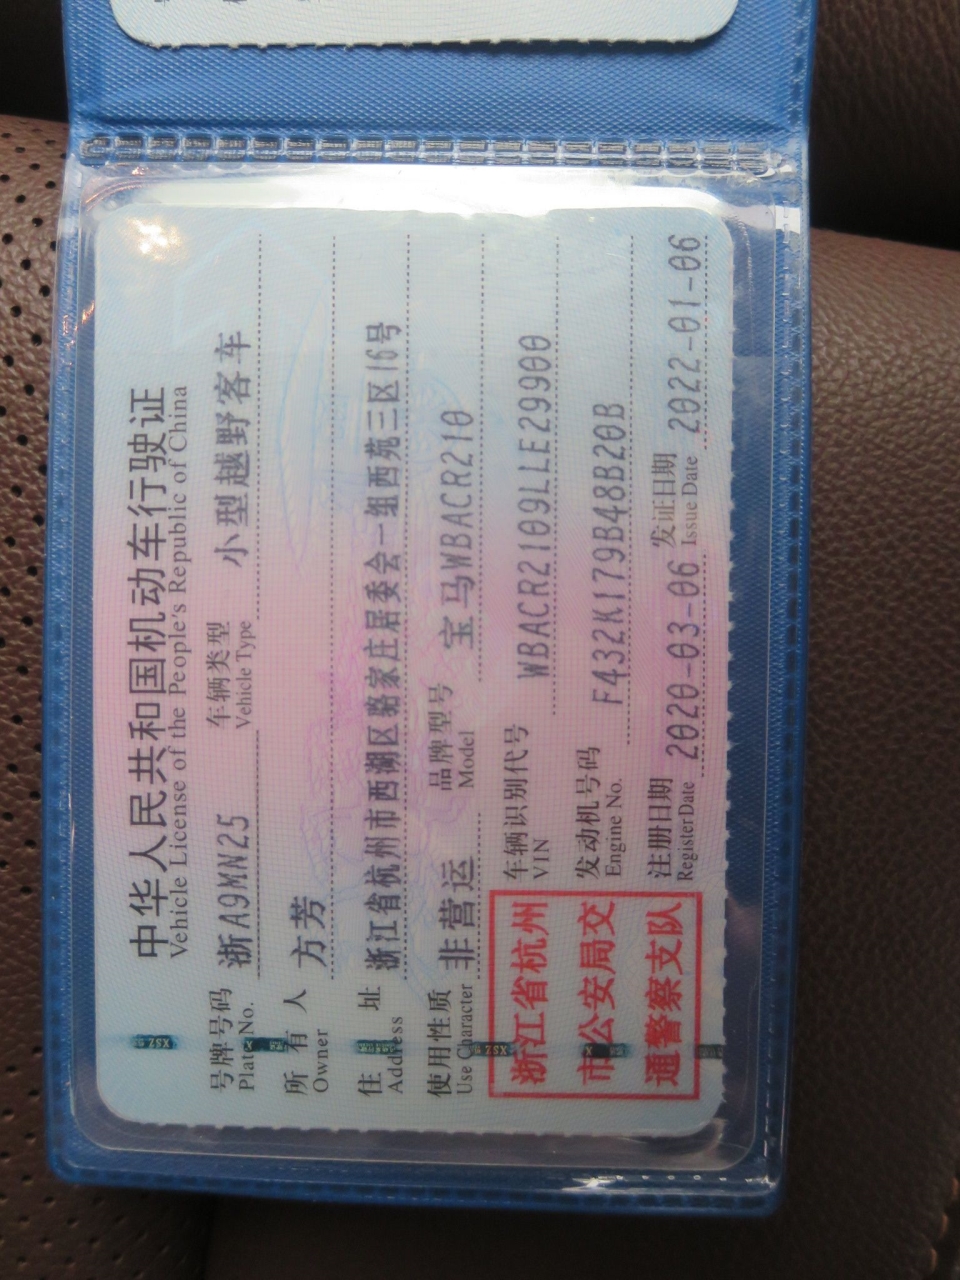 中华人民共和国机动车行驶证
Vehicle License of the People's Republic of China
号牌号码 浙A9MN25 车辆类型 小型越野客车
Plate No. Vehicle Type
所有人 方芳
Owner
住址 浙江省杭州市西湖区骆家庄居委会一组西苑三区16号
Address
使用性质 非营运 品牌型号 宝马WBACR210
Use Character Model
浙江省杭州
市公安局交
通警察支队
车辆识别代号 WBACR2109LLE29900
VIN
发动机号码 F432K179B48B20B
Engine No.
注册日期 2020-03-06 发证日期 2022-01-06
Register Date Issue Date